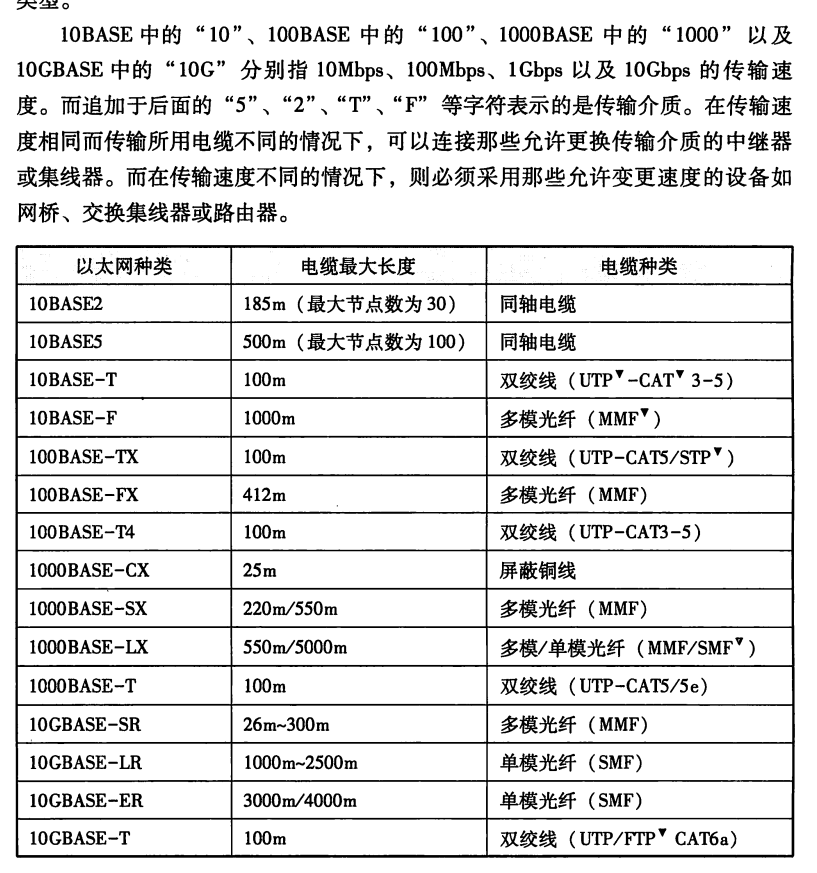 类型。
10BASE 中的“10”、100BASE 中的“100”、1000BASE 中的“1000”以及
10GBASE 中的“10G”分别指 10Mbps、100Mbps、1Gbps 以及 10Gbps 的传输速
度。而追加于后面的“5”、“2”、“T”、“F”等字符表示的是传输介质。在传输速
度相同而传输所用电缆不同的情况下，可以连接那些允许更换传输介质的中继器
或集线器。而在传输速度不同的情况下，则必须采用那些允许变更速度的设备如
网桥、交换集线器或路由器。
以太网种类 电缆最大长度 电缆种类
10BASE2 185m（最大节点数为 30） 同轴电缆
10BASE5 500m（最大节点数为 100） 同轴电缆
10BASE-T 100m 双绞线（UTP▼-CAT▼ 3-5）
10BASE-F 1000m 多模光纤（MMF▼）
100BASE-TX 100m 双绞线（UTP-CAT5/STP▼）
100BASE-FX 412m 多模光纤（MMF）
100BASE-T4 100m 双绞线（UTP-CAT3-5）
1000BASE-CX 25m 屏蔽铜线
1000BASE-SX 220m/550m 多模光纤（MMF）
1000BASE-LX 550m/5000m 多模/单模光纤（MMF/SMF▼）
1000BASE-T 100m 双绞线（UTP-CAT5/5e）
10GBASE-SR 26m~300m 多模光纤（MMF）
10GBASE-LR 1000m~2500m 单模光纤（SMF）
10GBASE-ER 3000m/4000m 单模光纤（SMF）
10GBASE-T 100m 双绞线（UTP/FTP▼ CAT6a）